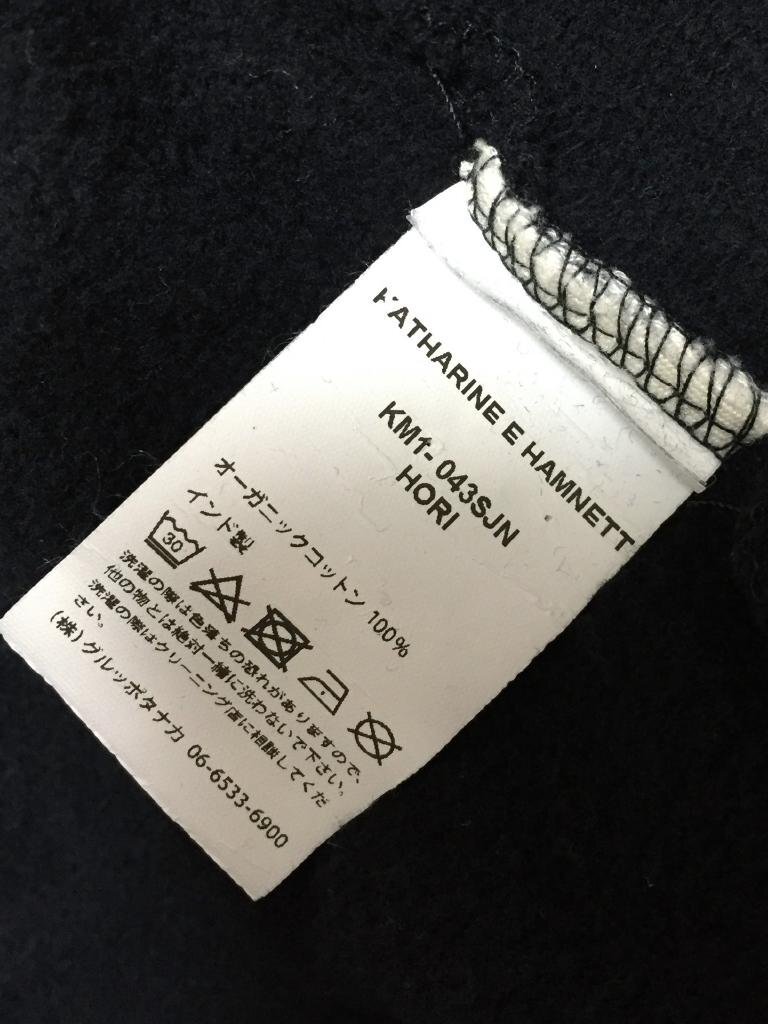 KATHARINE E HAMNETT
KM1-043SJN
HORI
オーガニックコットン 100%
インド製
30
洗濯の際は色落ちの恐れがありますので、
他の物とは絶対一緒に洗わないで下さい。
洗濯の際はクリーニング店に相談してくだ
さい。
(株)グルッポタナカ 06-6533-6900